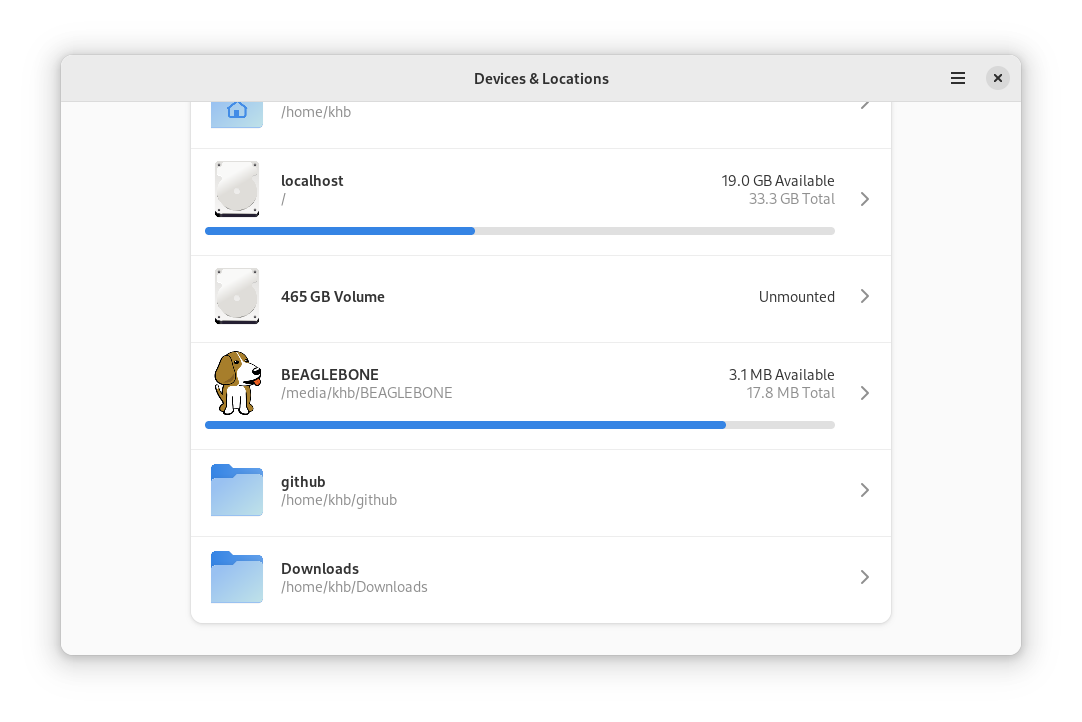 Devices & Locations
/home/khb
localhost
19.0 GB Available
/
33.3 GB Total
465 GB Volume
Unmounted
BEAGLEBONE
3.1 MB Available
/media/khb/BEAGLEBONE
17.8 MB Total
github
/home/khb/github
Downloads
/home/khb/Downloads